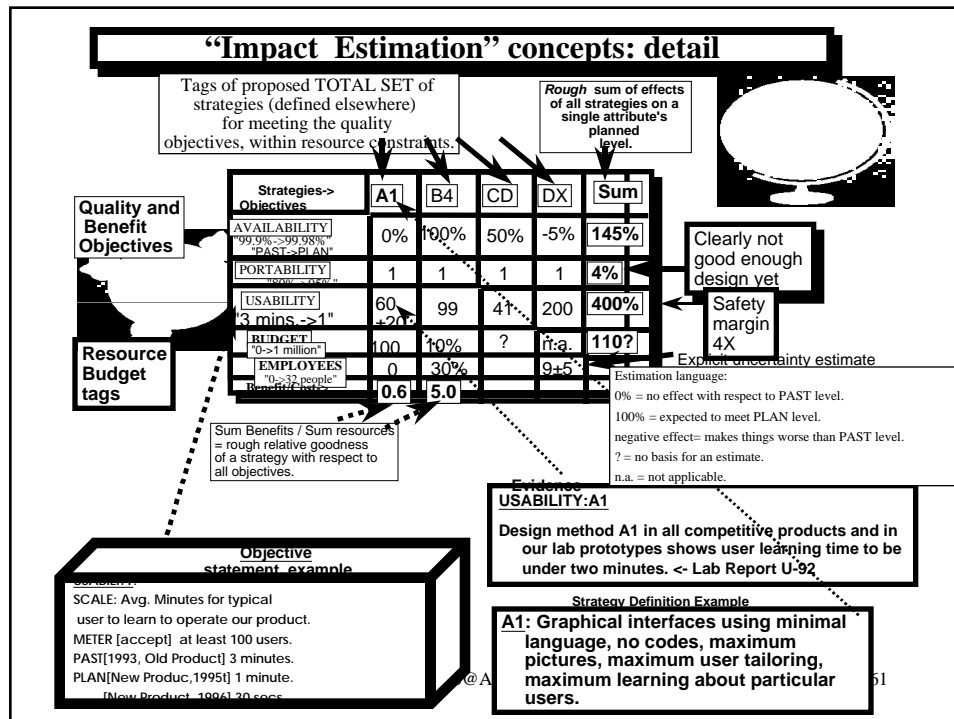 “Impact Estimation” concepts: detail
Tags of proposed TOTAL SET of
strategies (defined elsewhere)
for meeting the quality
objectives, within resource constraints.
Rough sum of effects
of all strategies on a
single attribute's
planned
level.
Strategies->
Objectives
A1 B4 CD DX Sum
Quality and
Benefit
Objectives
AVAILABILITY
"99.9%->99.98%"
"PAST->PLAN"
0% 100% 50% -5% 145%
Clearly not
good enough
design yet
PORTABILITY
"80%->95%"
1 1 1 1 4%
USABILITY
"3 mins.->1"
60
±20
99 41 200 400%
Safety
margin
4X
BUDGET
"0->1 million"
100 10% ? n.a. 110?
Resource
Budget
tags
EMPLOYEES
"0->32 people"
0 30% 9±5
Explicit uncertainty estimate
Benefit/Cost->
0.6 5.0
Estimation language:
0% = no effect with respect to PAST level.
100% = expected to meet PLAN level.
negative effect= makes things worse than PAST level.
? = no basis for an estimate.
n.a. = not applicable.
Sum Benefits / Sum resources
= rough relative goodness
of a strategy with respect to
all objectives.
Evidence
USABILITY:A1
Design method A1 in all competitive products and in
our lab prototypes shows user learning time to be
under two minutes. <- Lab Report U-92
Objective
statement example
USABILITY:
SCALE: Avg. Minutes for typical
user to learn to operate our product.
METER [accept] at least 100 users.
PAST[1993, Old Product] 3 minutes.
PLAN[New Produc,1995t] 1 minute.
[New Product, 1996] 30 secs
Strategy Definition Example
A1: Graphical interfaces using minimal
language, no codes, maximum
pictures, maximum user tailoring,
maximum learning about particular
users.
@A
61